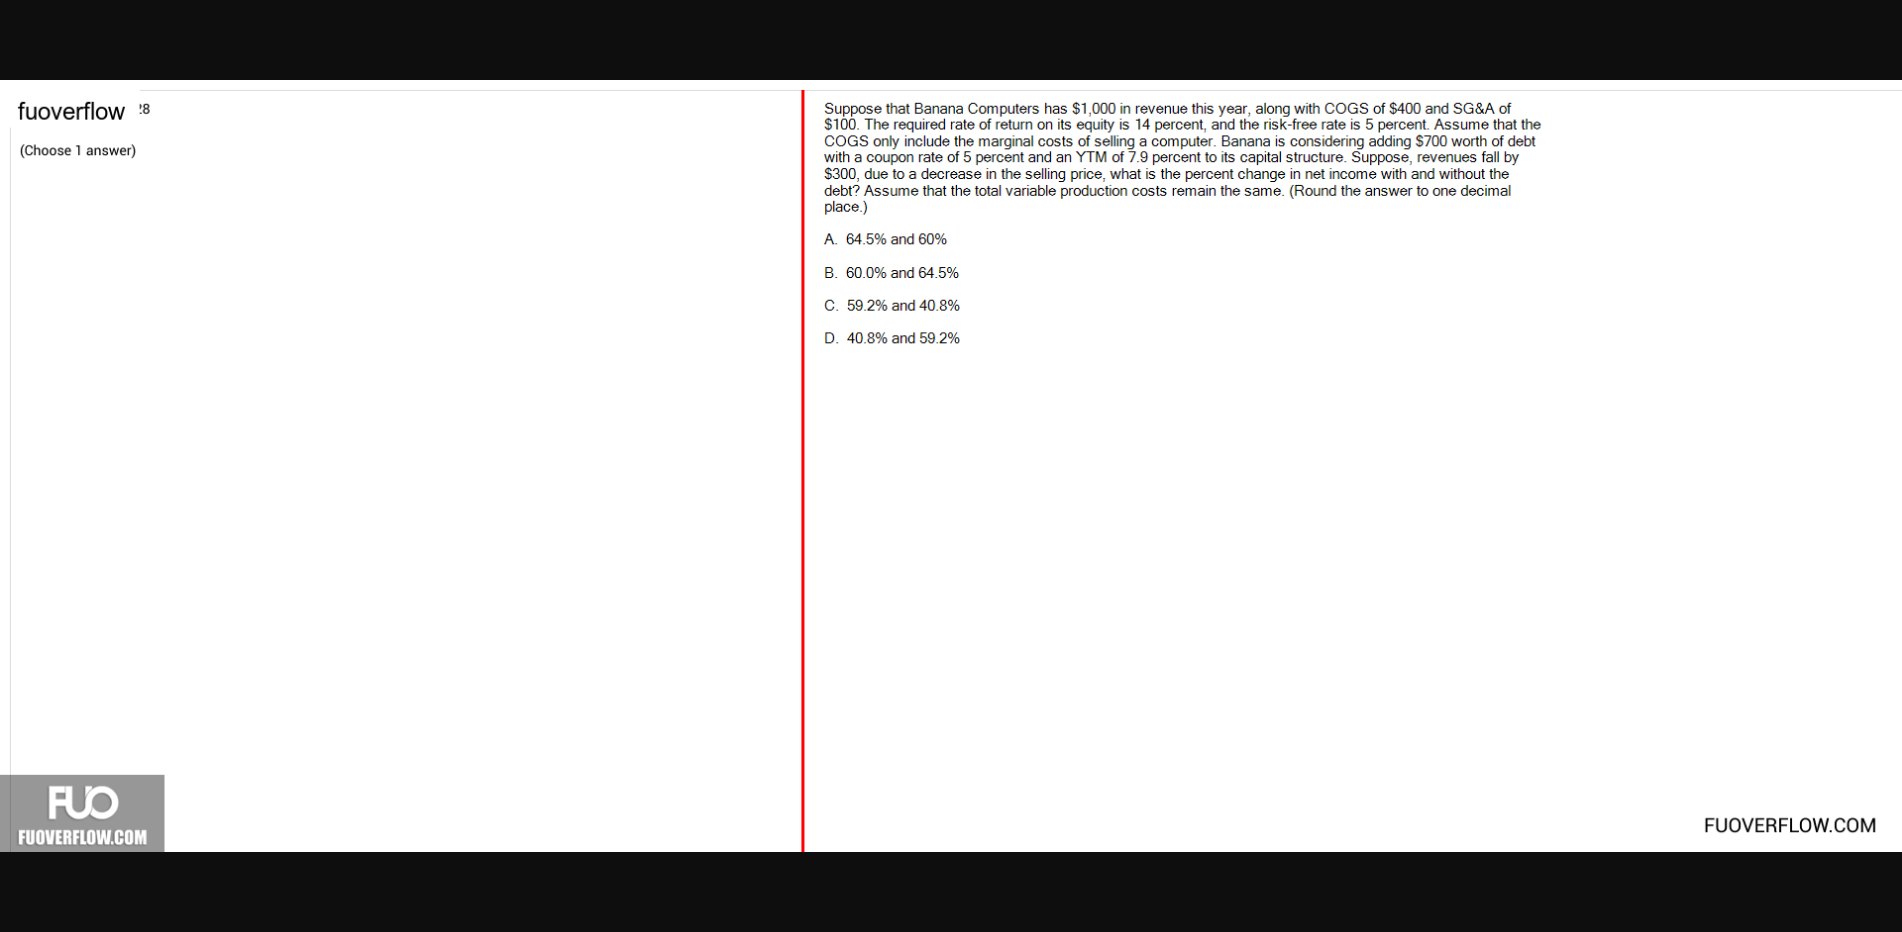 fuoverflow
28
(Choose 1 answer)
Suppose that Banana Computers has $1,000 in revenue this year, along with COGS of $400 and SG&A of
$100. The required rate of return on its equity is 14 percent, and the risk-free rate is 5 percent. Assume that the
COGS only include the marginal costs of selling a computer. Banana is considering adding $700 worth of debt
with a coupon rate of 5 percent and an YTM of 7.9 percent to its capital structure. Suppose, revenues fall by
$300, due to a decrease in the selling price, what is the percent change in net income with and without the
debt? Assume that the total variable production costs remain the same. (Round the answer to one decimal
place.)
A. 64.5% and 60%
B. 60.0% and 64.5%
C. 59.2% and 40.8%
D. 40.8% and 59.2%
FUO
FUOVERFLOW.COM
FUOVERFLOW.COM